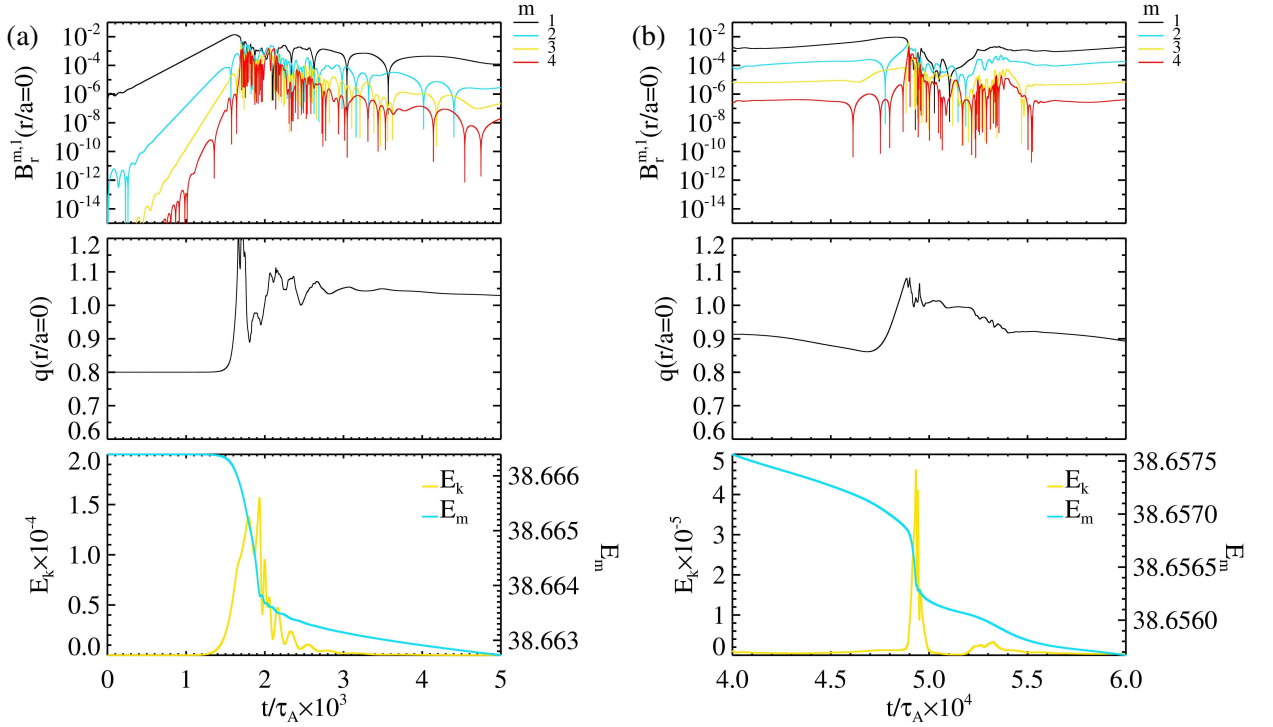 (a)
m
1
2
3
4
10^-2
10^-4
10^-6
10^-8
10^-10
10^-12
10^-14
B_r^{m,1}(r/a=0)
1.2
1.1
1.0
0.9
0.8
0.7
0.6
q(r/a=0)
2.0
1.5
1.0
0.5
0.0
E_k×10^-4
E_k
E_m
38.666
38.665
38.664
38.663
E_m
0 1 2 3 4 5
t/τ_A×10^3
(b)
m
1
2
3
4
10^-2
10^-4
10^-6
10^-8
10^-10
10^-12
10^-14
B_r^{m,1}(r/a=0)
1.2
1.1
1.0
0.9
0.8
0.7
0.6
q(r/a=0)
5
4
3
2
1
0
E_k×10^-5
E_k
E_m
38.6575
38.6570
38.6565
38.6560
E_m
4.0 4.5 5.0 5.5 6.0
t/τ_A×10^4